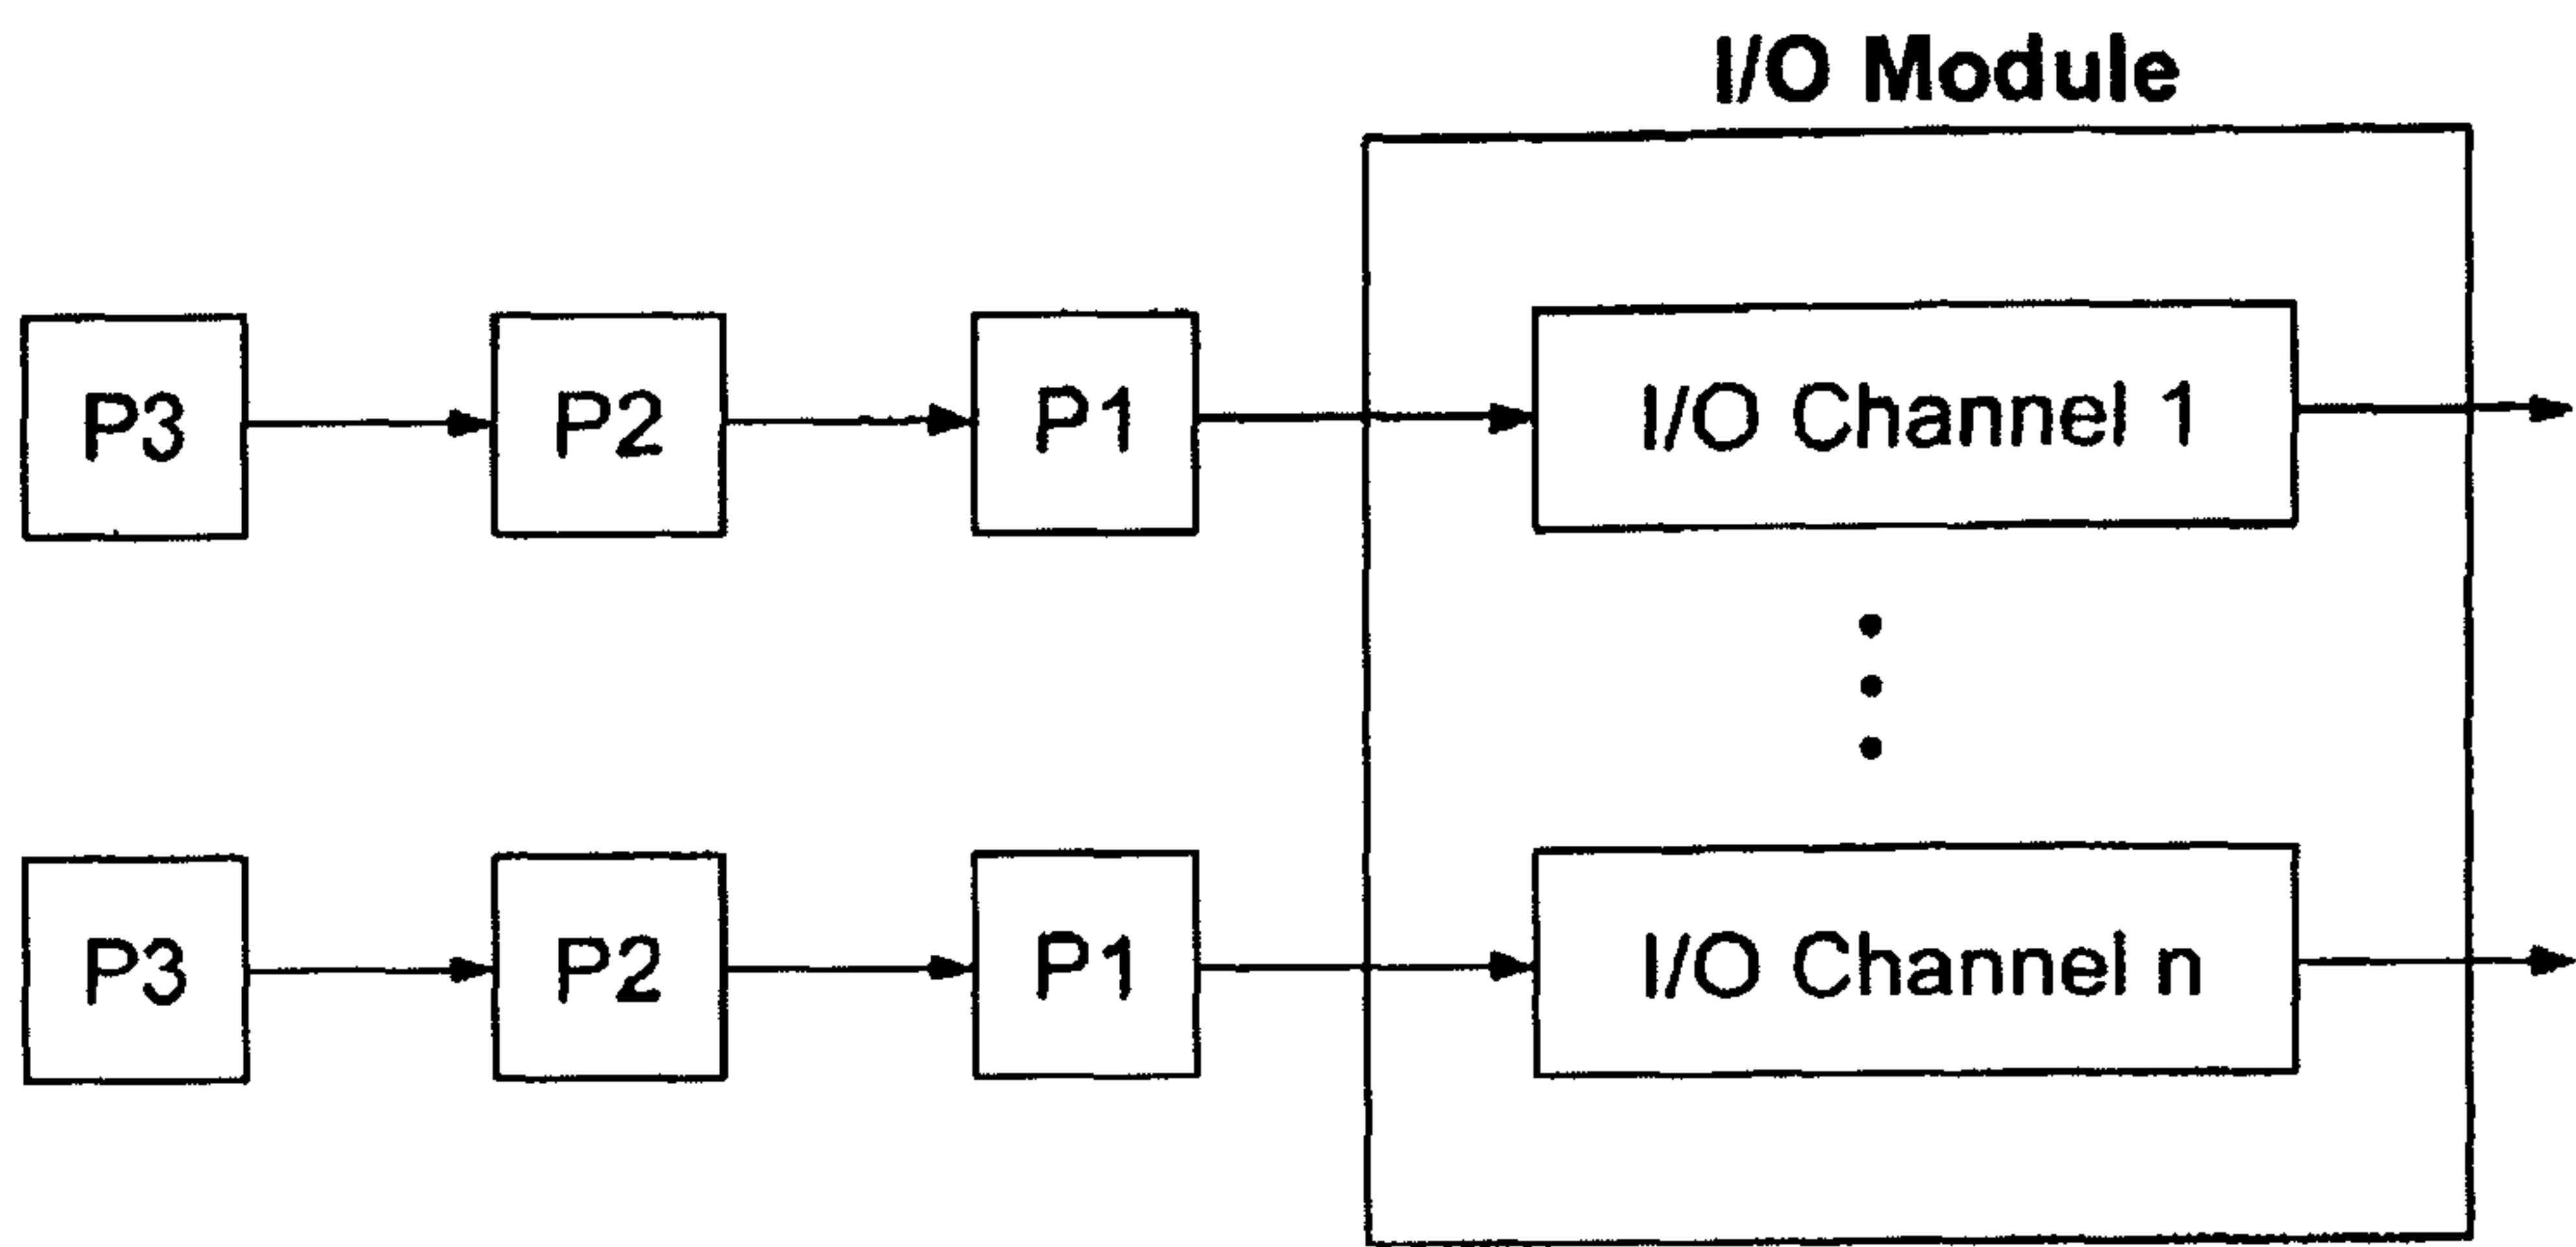 I/O Module
P3
P2
P1
I/O Channel 1
P3
P2
P1
I/O Channel n